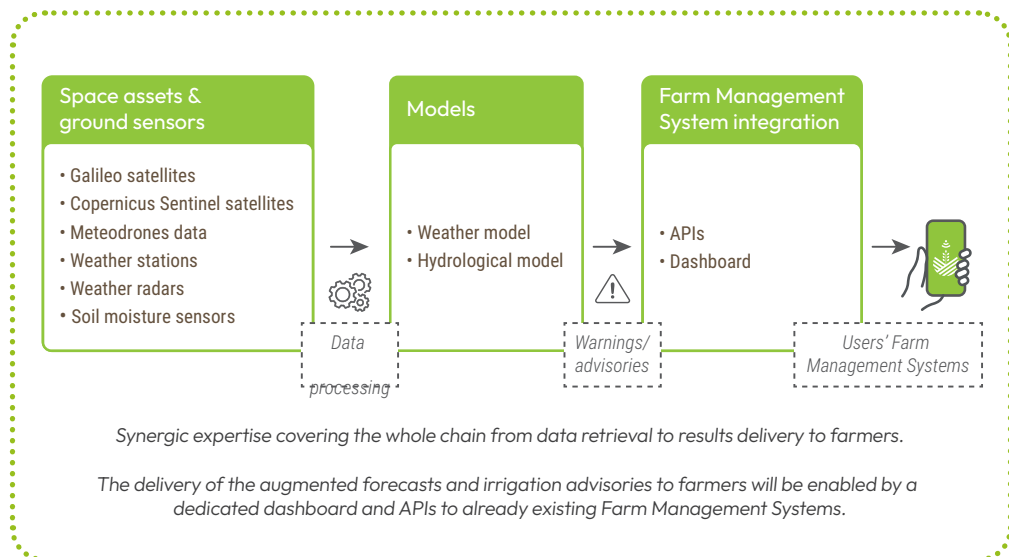 Space assets &
ground sensors
• Galileo satellites
• Copernicus Sentinel satellites
• Meteodrones data
• Weather stations
• Weather radars
• Soil moisture sensors
Data
processing
Models
• Weather model
• Hydrological model
Warnings/
advisories
Farm Management
System integration
• APIs
• Dashboard
Users’ Farm
Management Systems
Synergic expertise covering the whole chain from data retrieval to results delivery to farmers.
The delivery of the augmented forecasts and irrigation advisories to farmers will be enabled by a
dedicated dashboard and APIs to already existing Farm Management Systems.